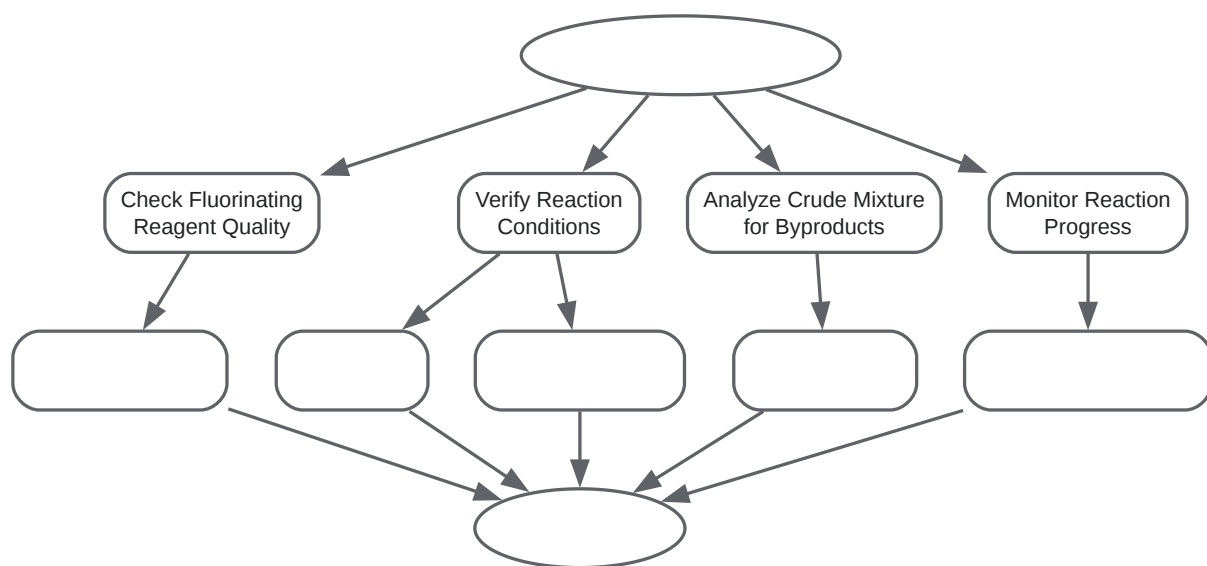 Check Fluorinating
Reagent Quality
Verify Reaction
Conditions
Analyze Crude Mixture
for Byproducts
Monitor Reaction
Progress